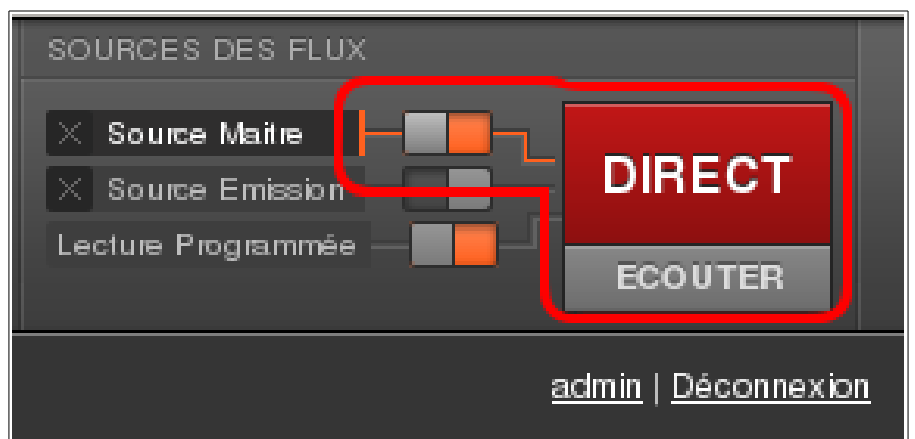 SOURCES DES FLUX
Source Maitre
Source Emission
Lecture Programmée
DIRECT
ECOUTER
admin | Déconnexion